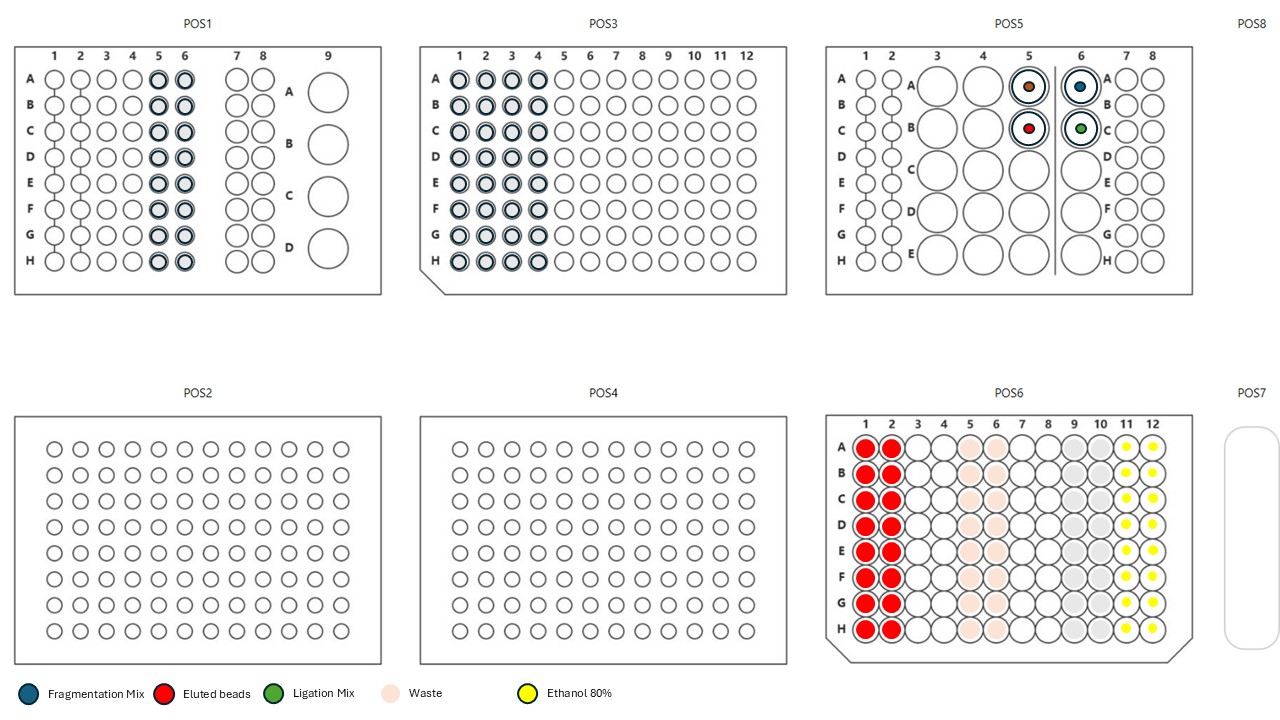 POS1 POS3 POS5 POS8
1 2 3 4 5 6 7 8 9
A
B
C
D
E
F
G
H
A
B
C
D
1 2 3 4 5 6 7 8 9 10 11 12
A
B
C
D
E
F
G
H
1 2 3 4 5 6 7 8
A
B
C
D
E
F
G
H
A
B
C
D
E
A
B
C
D
E
F
G
H
POS2 POS4 POS6 POS7
1 2 3 4 5 6 7 8 9 10 11 12
A
B
C
D
E
F
G
H
Fragmentation Mix Eluted beads Ligation Mix Waste Ethanol 80%